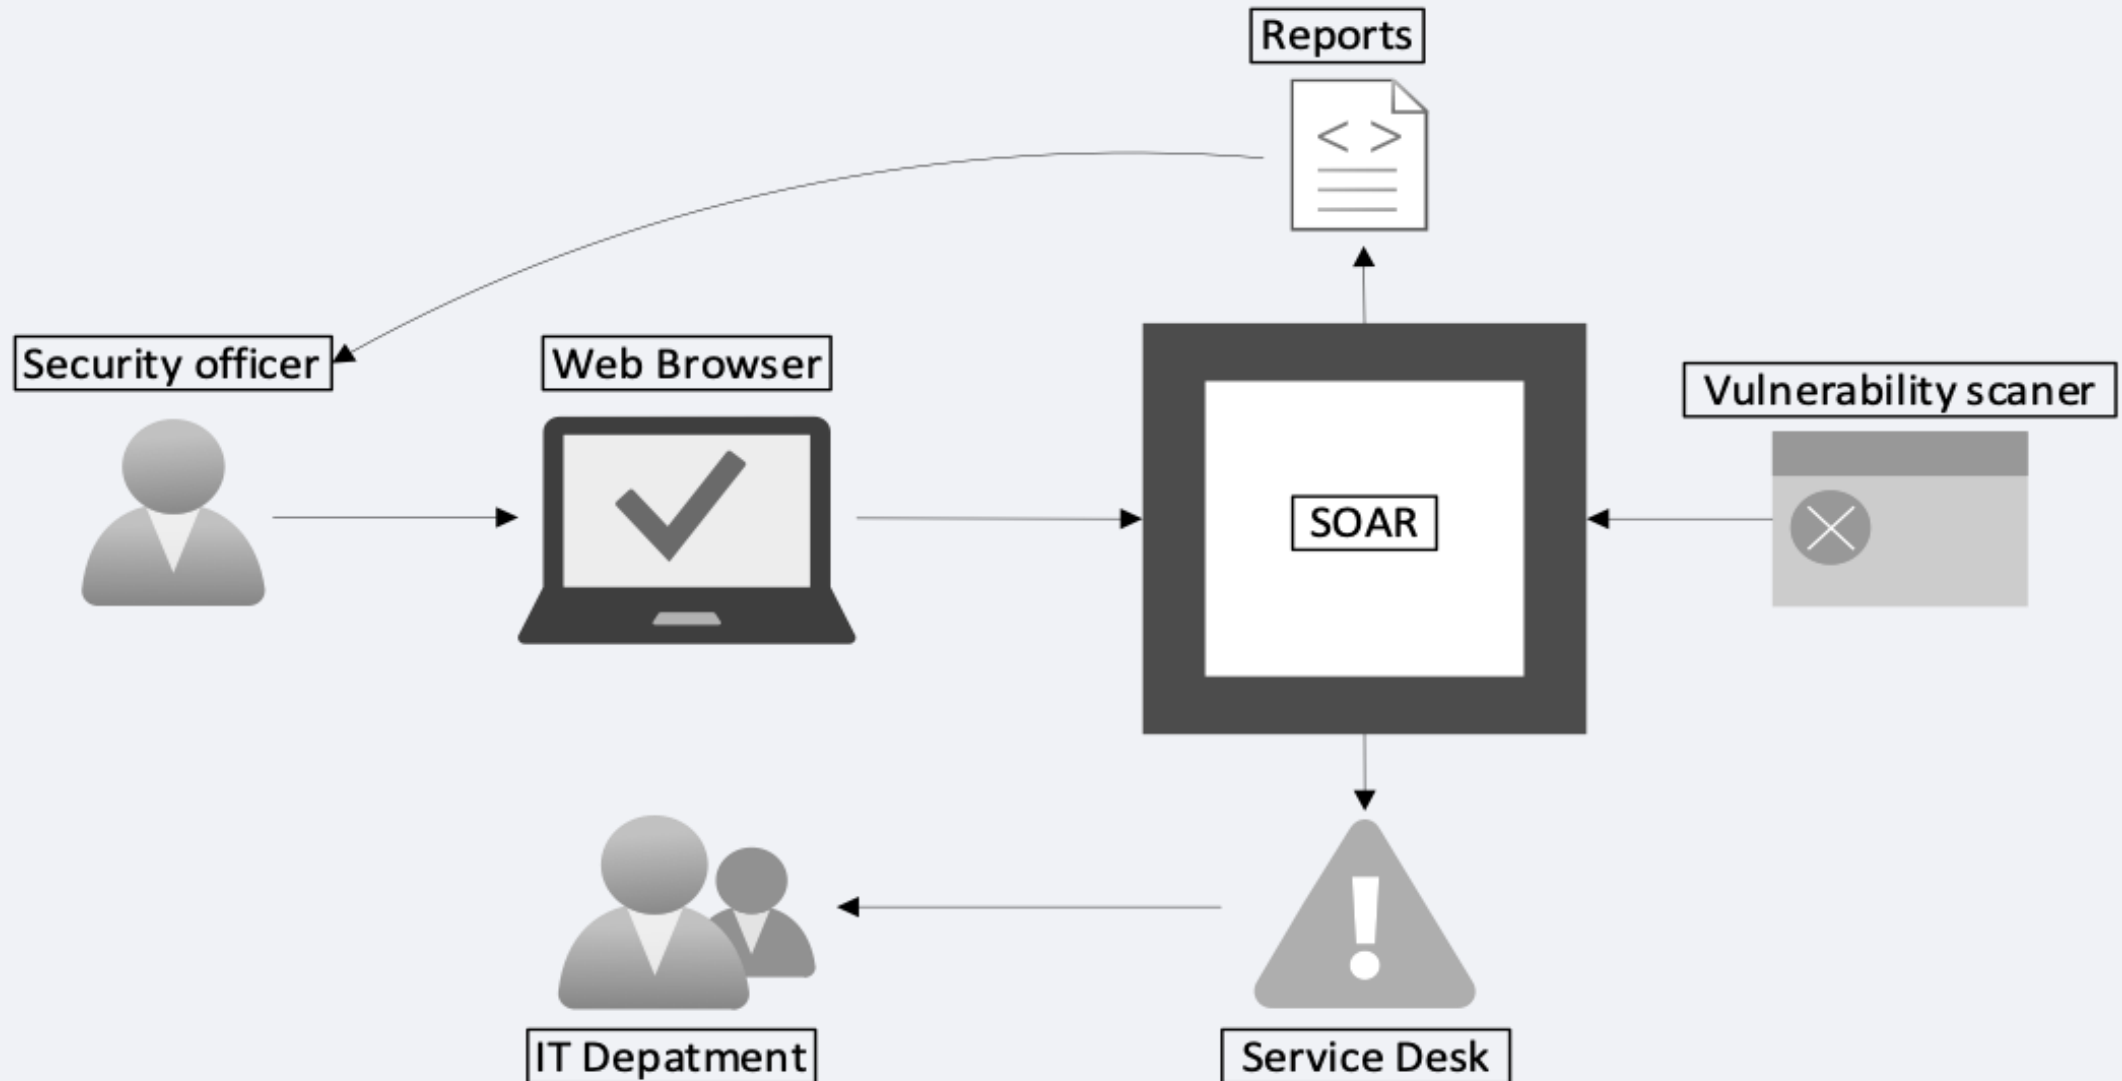 Reports
Security officer
Web Browser
Vulnerability scaner
SOAR
IT Depatment
Service Desk